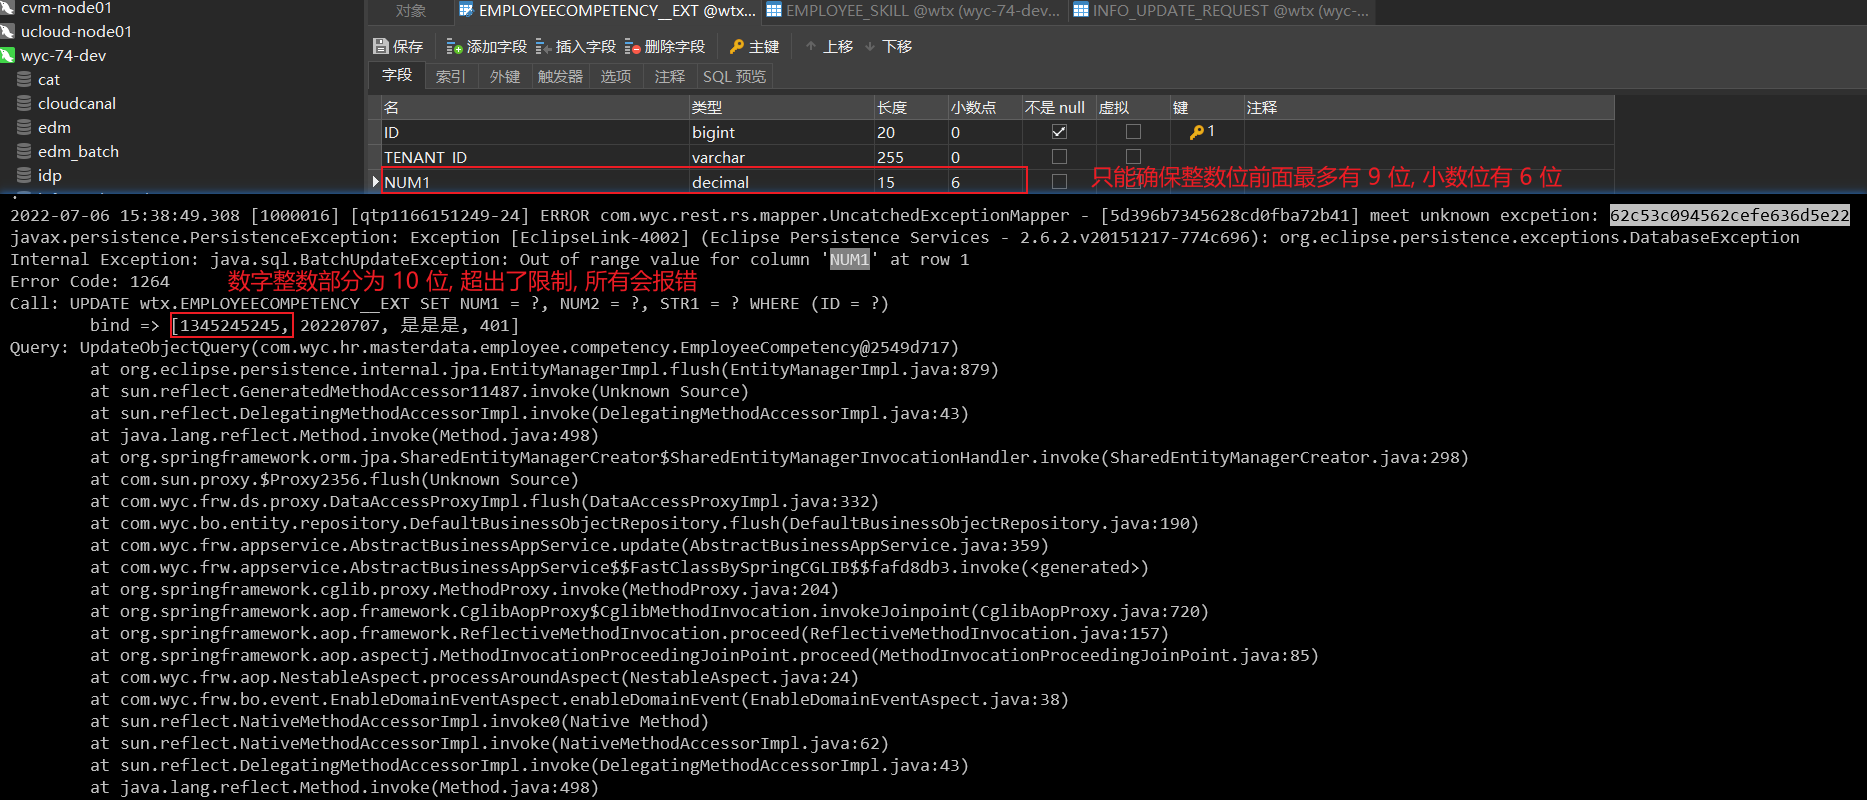 cvm-node01
ucloud-node01
wyc-74-dev
cat
cloudcanal
edm
edm_batch
idp
对象 EMPLOYEECOMPETENCY__EXT @wtx... EMPLOYEE_SKILL @wtx (wyc-74-dev... INFO_UPDATE_REQUEST @wtx (wyc-...
保存 添加字段 插入字段 删除字段 主键 上移 下移
字段 索引 外键 触发器 选项 注释 SQL 预览
名 类型 长度 小数点 不是 null 虚拟 键 注释
ID bigint 20 0 1
TENANT_ID varchar 255 0
NUM1 decimal 15 6 只能确保整数位前面最多有 9 位, 小数位有 6 位
2022-07-06 15:38:49.308 [1000016] [qtp1166151249-24] ERROR com.wyc.rest.rs.mapper.UncatchedExceptionMapper - [5d396b7345628cd0fba72b41] meet unknown excpetion: 62c53c094562cefe636d5e22
javax.persistence.PersistenceException: Exception [EclipseLink-4002] (Eclipse Persistence Services - 2.6.2.v20151217-774c696): org.eclipse.persistence.exceptions.DatabaseException
Internal Exception: java.sql.BatchUpdateException: Out of range value for column 'NUM1' at row 1
Error Code: 1264 数字整数部分为 10 位, 超出了限制, 所有会报错
Call: UPDATE wtx.EMPLOYEECOMPETENCY__EXT SET NUM1 = ?, NUM2 = ?, STR1 = ? WHERE (ID = ?)
bind => [1345245245, 20220707, 是是是, 401]
Query: UpdateObjectQuery(com.wyc.hr.masterdata.employee.competency.EmployeeCompetency@2549d717)
at org.eclipse.persistence.internal.jpa.EntityManagerImpl.flush(EntityManagerImpl.java:879)
at sun.reflect.GeneratedMethodAccessor11487.invoke(Unknown Source)
at sun.reflect.DelegatingMethodAccessorImpl.invoke(DelegatingMethodAccessorImpl.java:43)
at java.lang.reflect.Method.invoke(Method.java:498)
at org.springframework.orm.jpa.SharedEntityManagerCreator$SharedEntityManagerInvocationHandler.invoke(SharedEntityManagerCreator.java:298)
at com.sun.proxy.$Proxy2356.flush(Unknown Source)
at com.wyc.frw.ds.proxy.DataAccessProxyImpl.flush(DataAccessProxyImpl.java:332)
at com.wyc.bo.entity.repository.DefaultBusinessObjectRepository.flush(DefaultBusinessObjectRepository.java:190)
at com.wyc.frw.appservice.AbstractBusinessAppService.update(AbstractBusinessAppService.java:359)
at com.wyc.frw.appservice.AbstractBusinessAppService$$FastClassBySpringCGLIB$$fafd8db3.invoke(<generated>)
at org.springframework.cglib.proxy.MethodProxy.invoke(MethodProxy.java:204)
at org.springframework.aop.framework.CglibAopProxy$CglibMethodInvocation.invokeJoinpoint(CglibAopProxy.java:720)
at org.springframework.aop.framework.ReflectiveMethodInvocation.proceed(ReflectiveMethodInvocation.java:157)
at org.springframework.aop.aspectj.MethodInvocationProceedingJoinPoint.proceed(MethodInvocationProceedingJoinPoint.java:85)
at com.wyc.frw.aop.NestableAspect.processAroundAspect(NestableAspect.java:24)
at com.wyc.frw.bo.event.EnableDomainEventAspect.enableDomainEvent(EnableDomainEventAspect.java:38)
at sun.reflect.NativeMethodAccessorImpl.invoke0(Native Method)
at sun.reflect.NativeMethodAccessorImpl.invoke(NativeMethodAccessorImpl.java:62)
at sun.reflect.DelegatingMethodAccessorImpl.invoke(DelegatingMethodAccessorImpl.java:43)
at java.lang.reflect.Method.invoke(Method.java:498)